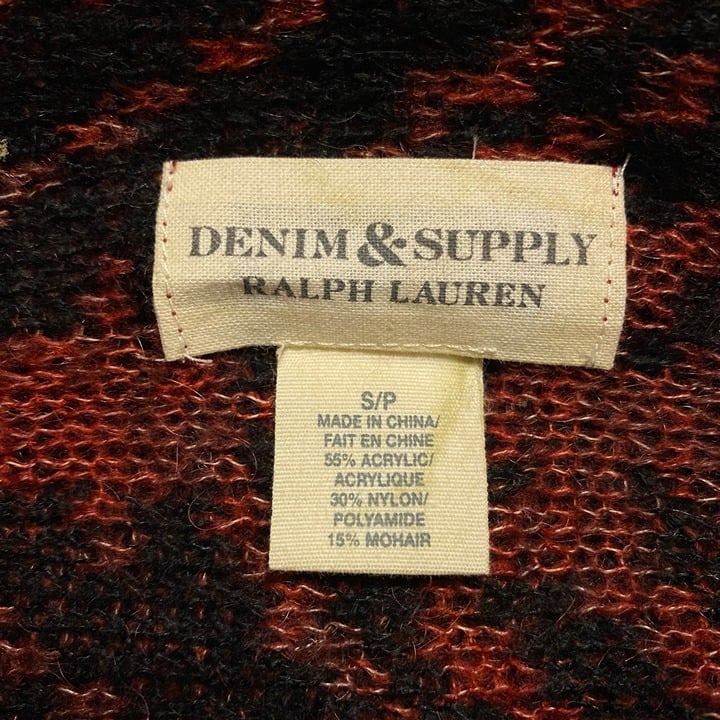 DENIM & SUPPLY
RALPH LAUREN
S/P
MADE IN CHINA/
FAIT EN CHINE
55% ACRYLIC/
ACRYLIQUE
30% NYLON/
POLYAMIDE
15% MOHAIR